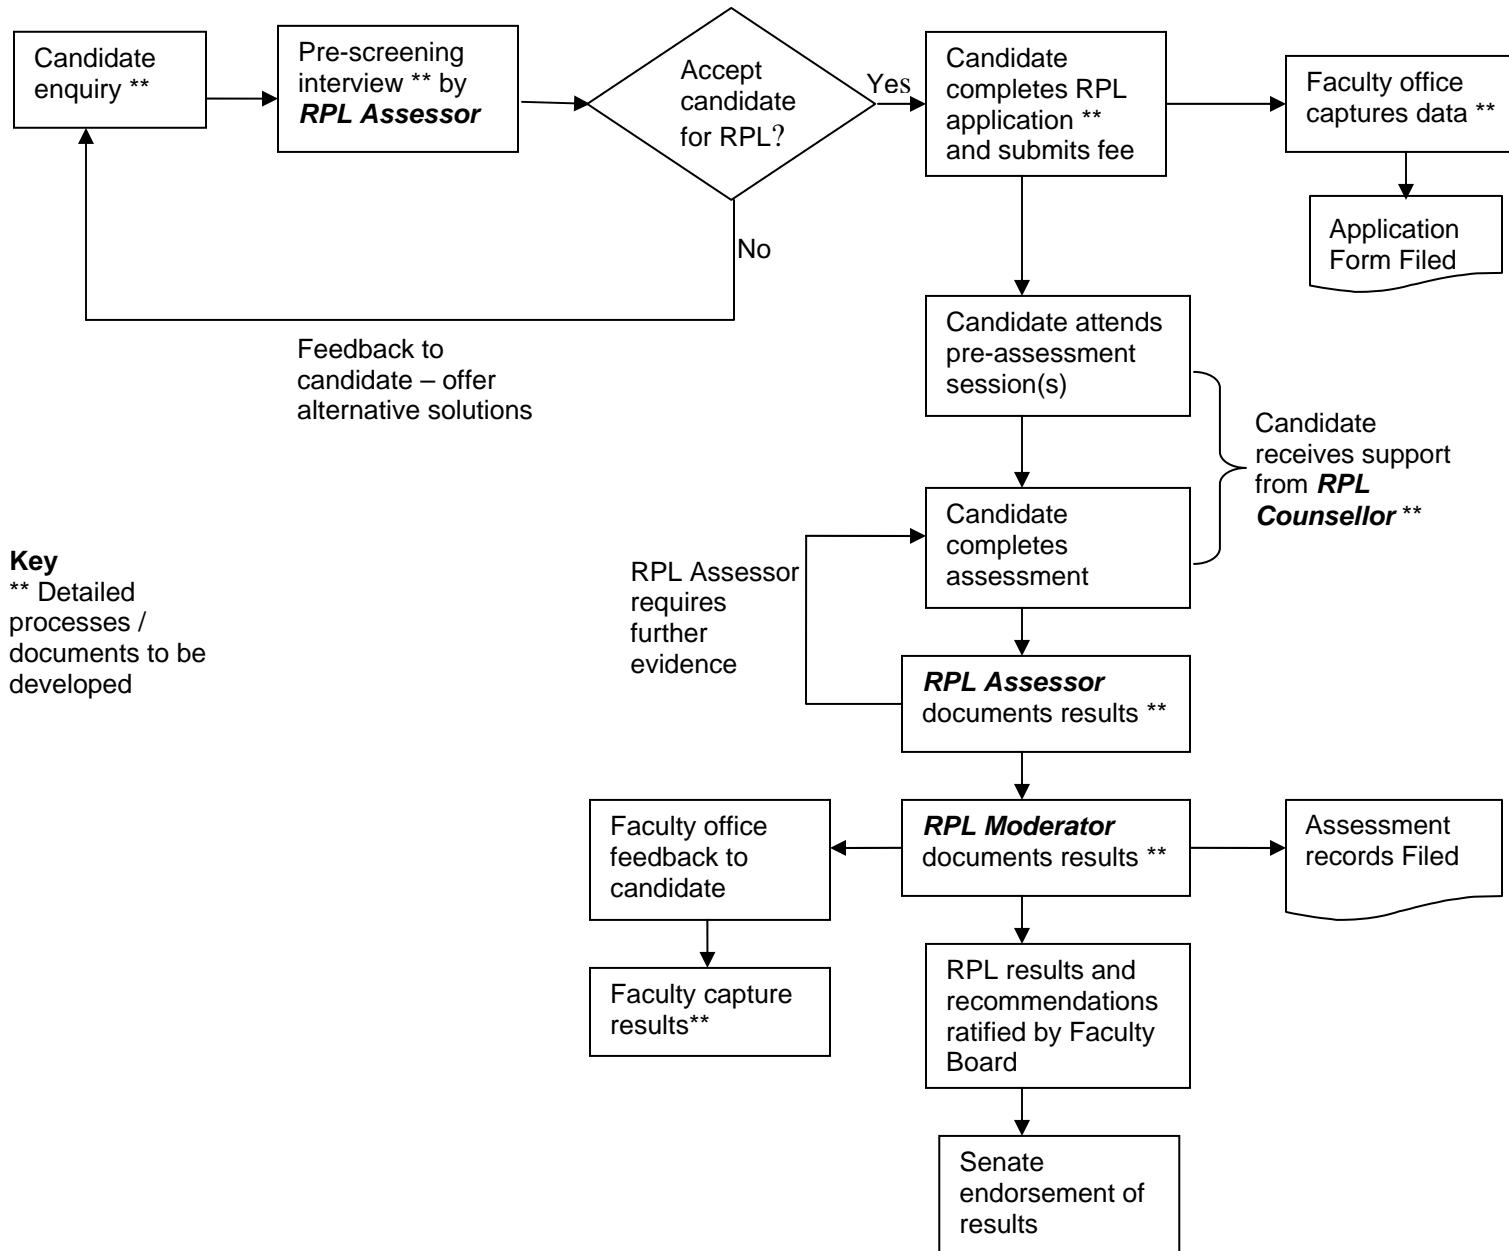 Candidate
enquiry **
Pre-screening
interview ** by
RPL Assessor
Accept
candidate
for RPL?
Yes
No
Candidate
completes RPL
application **
and submits fee
Faculty office
captures data **
Application
Form Filed
Feedback to
candidate – offer
alternative solutions
Candidate attends
pre-assessment
session(s)
Candidate
receives support
from RPL
Counsellor **
Candidate
completes
assessment
Key
** Detailed
processes /
documents to be
developed
RPL Assessor
requires
further
evidence
RPL Assessor
documents results **
RPL Moderator
documents results **
Faculty office
feedback to
candidate
Assessment
records Filed
Faculty capture
results**
RPL results and
recommendations
ratified by Faculty
Board
Senate
endorsement of
results